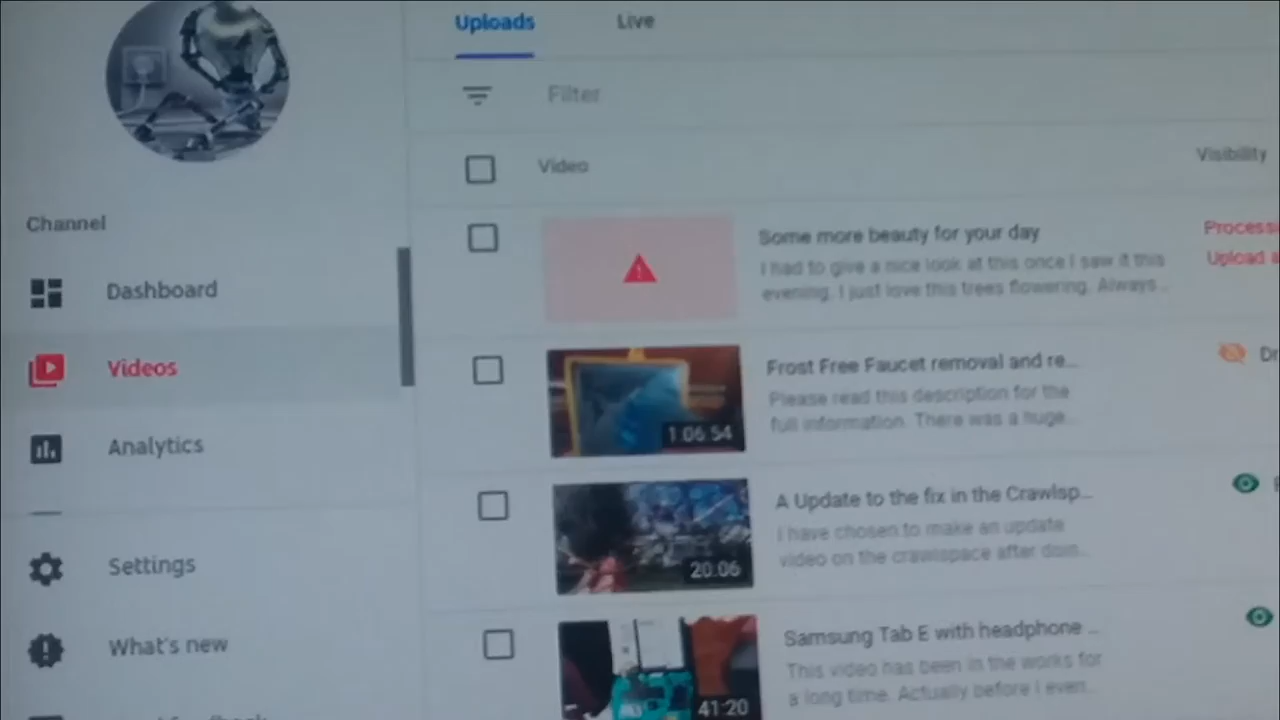 Uploads
Live
Filter
Video
Visibility
Channel
Dashboard
Videos
Analytics
Settings
What's new
Some more beauty for your day
I had to give a nice look at this once I saw it this
evening. I just love this trees flowering. Always...
Processi
Upload a
Frost Free Faucet removal and re...
Please read this description for the
full information. There was a huge...
Dr
1:06:54
A Update to the fix in the Crawlsp...
I have chosen to make an update
video on the crawlspace after doin...
20:06
Samsung Tab E with headphone ...
This video has been in the works for
a long time. Actually before I even...
41:20